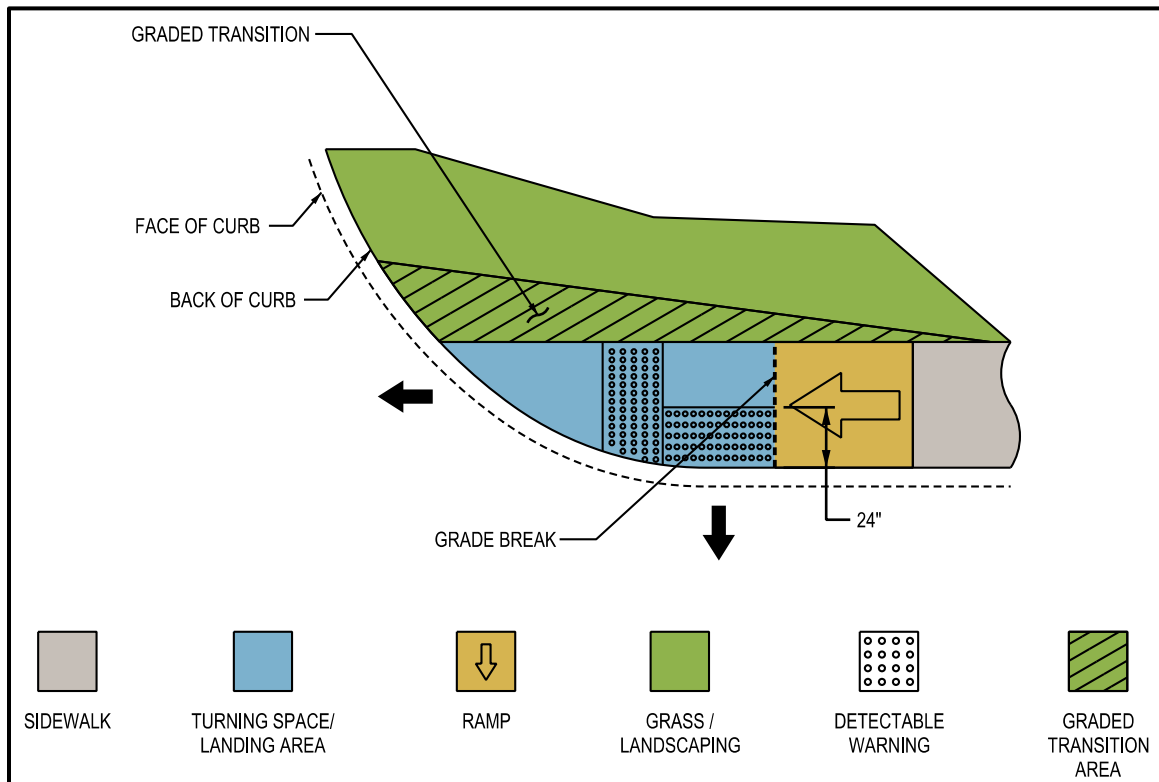 GRADED TRANSITION
FACE OF CURB
BACK OF CURB
GRADE BREAK
24"
SIDEWALK
TURNING SPACE/
LANDING AREA
RAMP
GRASS /
LANDSCAPING
DETECTABLE
WARNING
GRADED
TRANSITION
AREA